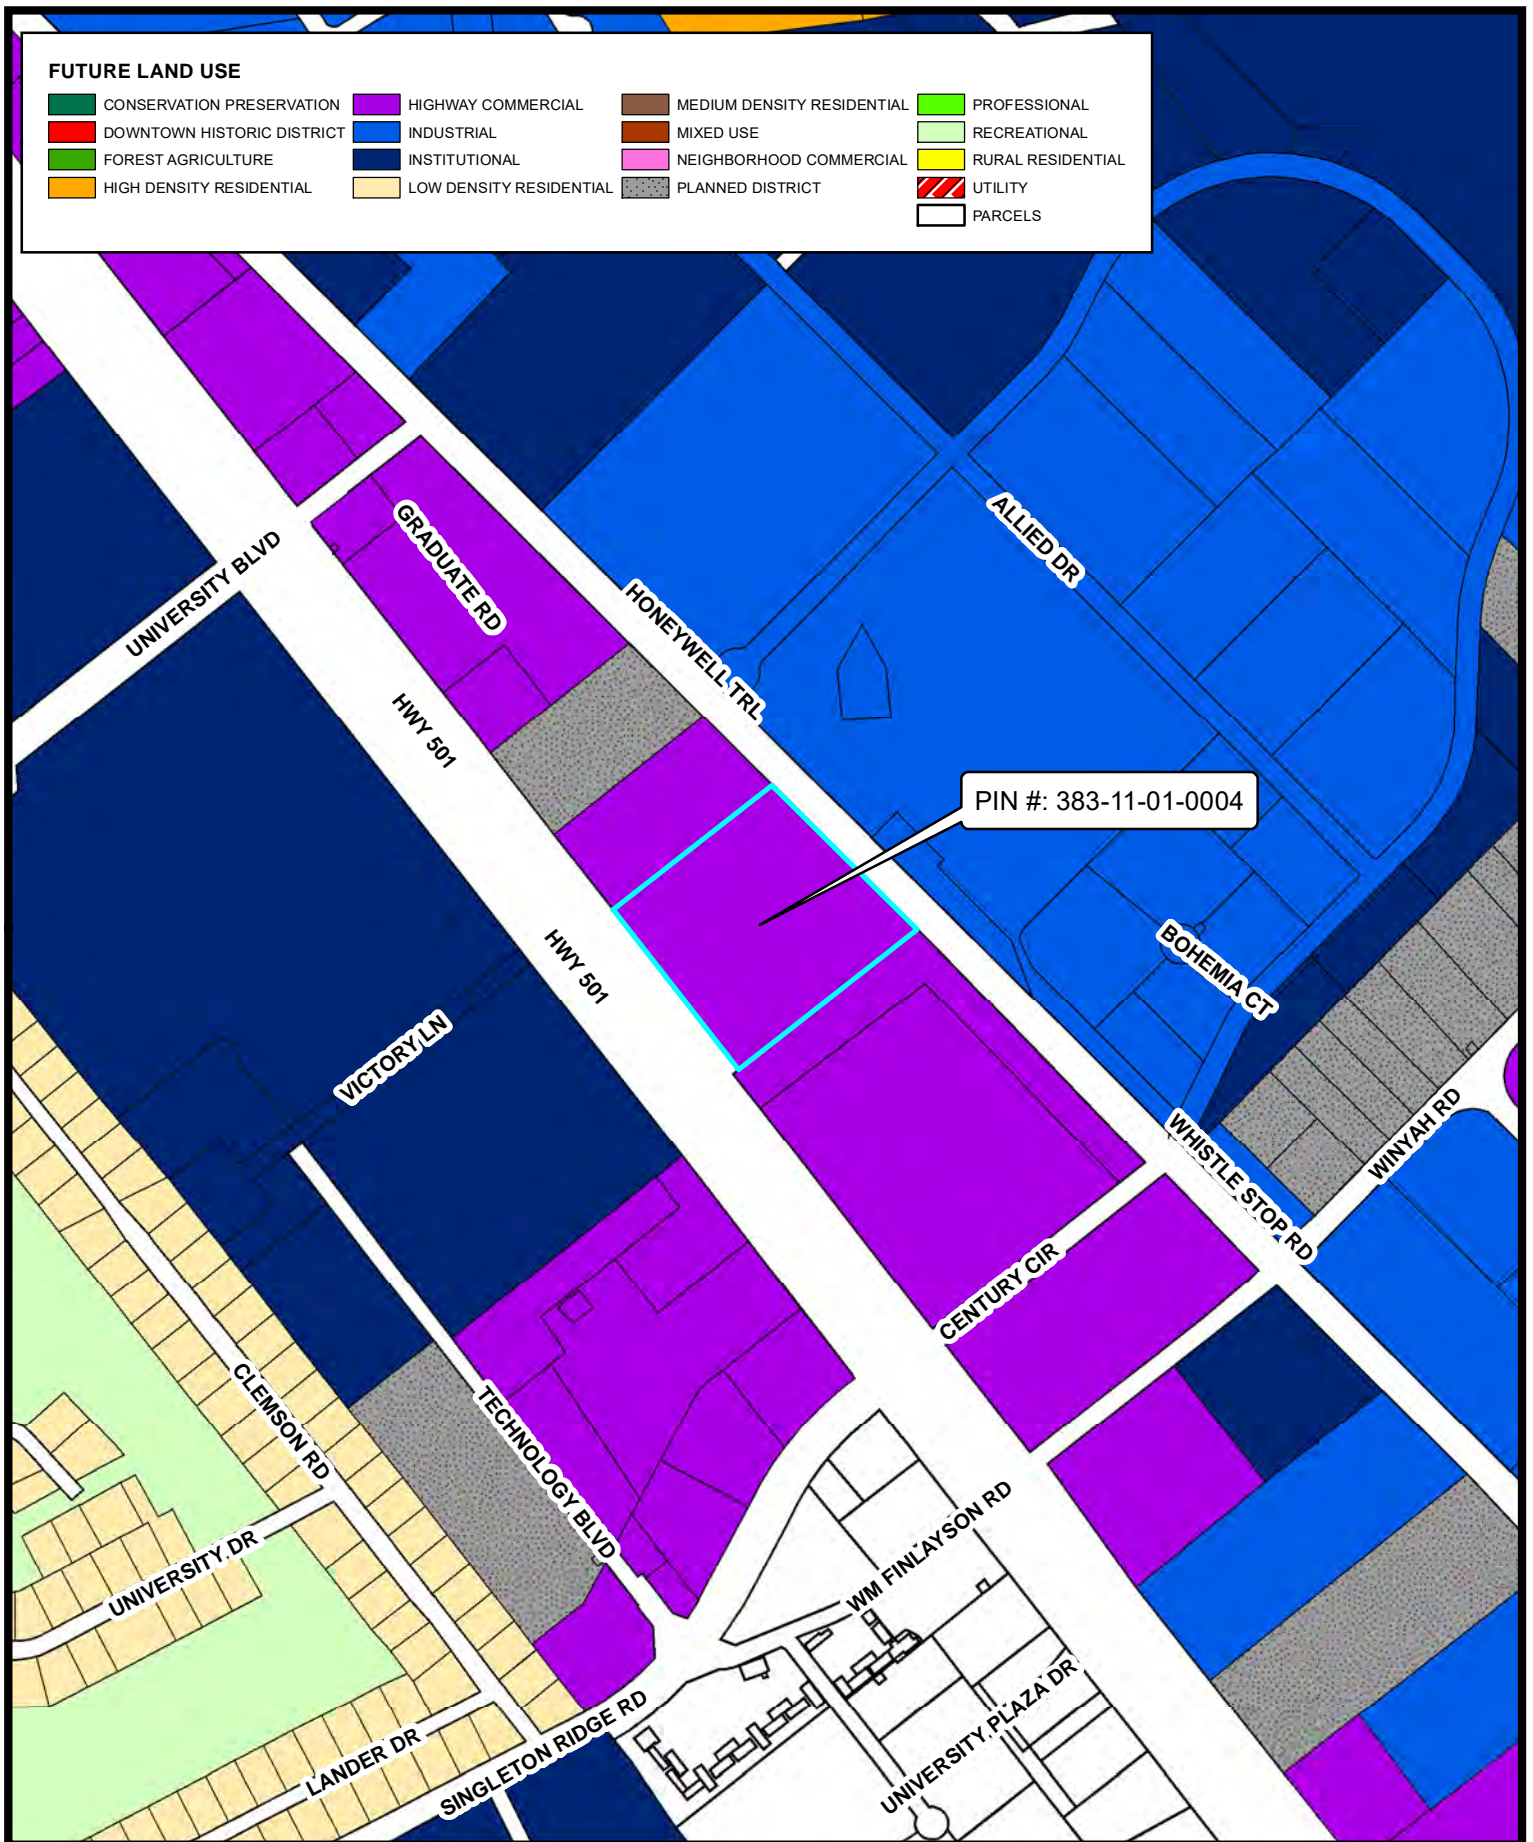 FUTURE LAND USE
CONSERVATION PRESERVATION
DOWNTOWN HISTORIC DISTRICT
FOREST AGRICULTURE
HIGH DENSITY RESIDENTIAL
HIGHWAY COMMERCIAL
INDUSTRIAL
INSTITUTIONAL
LOW DENSITY RESIDENTIAL
MEDIUM DENSITY RESIDENTIAL
MIXED USE
NEIGHBORHOOD COMMERCIAL
PLANNED DISTRICT
PROFESSIONAL
RECREATIONAL
RURAL RESIDENTIAL
UTILITY
PARCELS
UNIVERSITY BLVD
GRADUATE RD
ALLIED DR
HONEYWELL TRL
HWY 501
PIN #: 383-11-01-0004
HWY 501
BOHEMIA CT
VICTORY LN
WHISTLE STOP RD
WINYAH RD
CENTURY CIR
CLEMSON RD
TECHNOLOGY BLVD
UNIVERSITY DR
WM FINLAYSON RD
LANDER DR
SINGLETON RIDGE RD
UNIVERSITY PLAZA DR